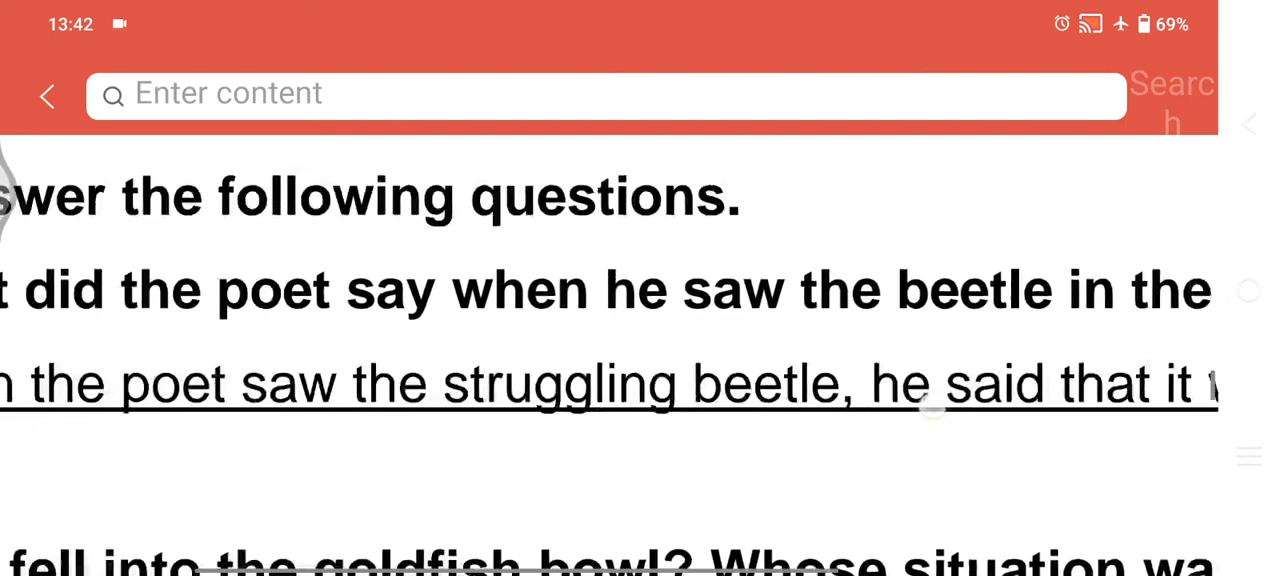 13:42
69%
Enter content
Search
swer the following questions.
t did the poet say when he saw the beetle in the
n the poet saw the struggling beetle, he said that it
fell into the goldfish bowl? Whose situation wa